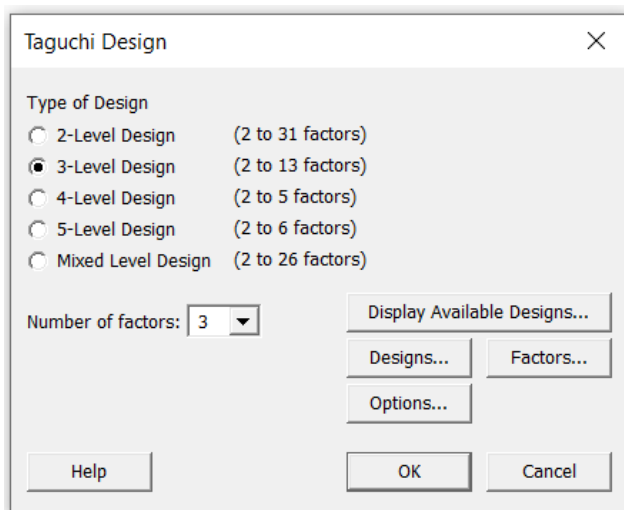 Taguchi Design
Type of Design
2-Level Design (2 to 31 factors)
3-Level Design (2 to 13 factors)
4-Level Design (2 to 5 factors)
5-Level Design (2 to 6 factors)
Mixed Level Design (2 to 26 factors)
Number of factors: 3
Display Available Designs...
Designs... Factors...
Options...
Help OK Cancel